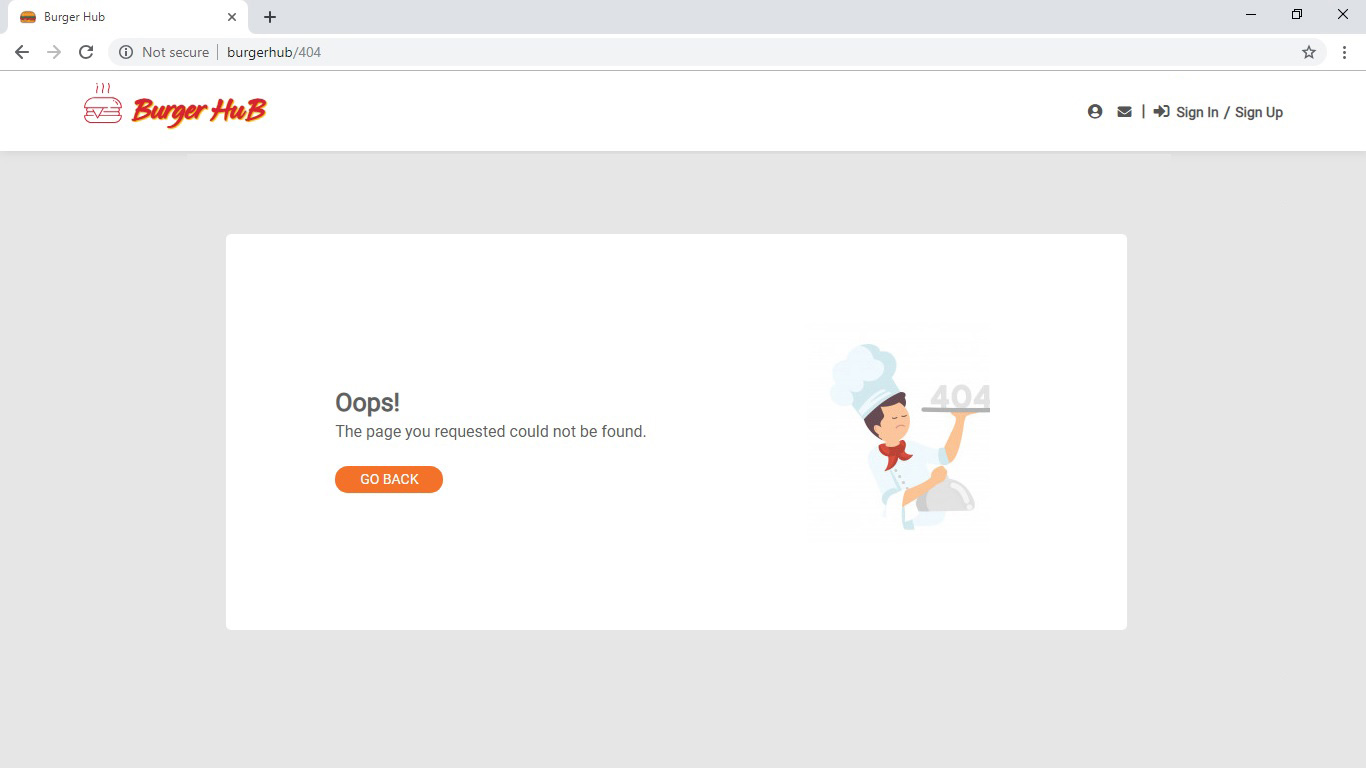 Burger Hub
Not secure
burgerhub/404
Burger HuB
| Sign In / Sign Up
Oops!
The page you requested could not be found.
GO BACK
404